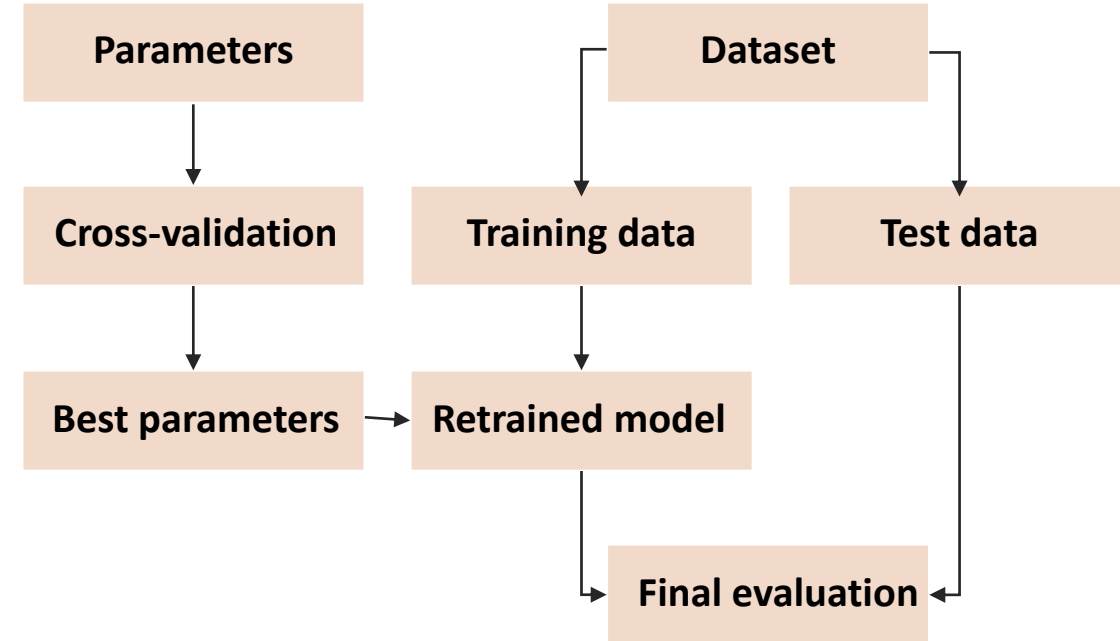 Parameters
Dataset
Cross-validation
Training data
Test data
Best parameters
Retrained model
Final evaluation